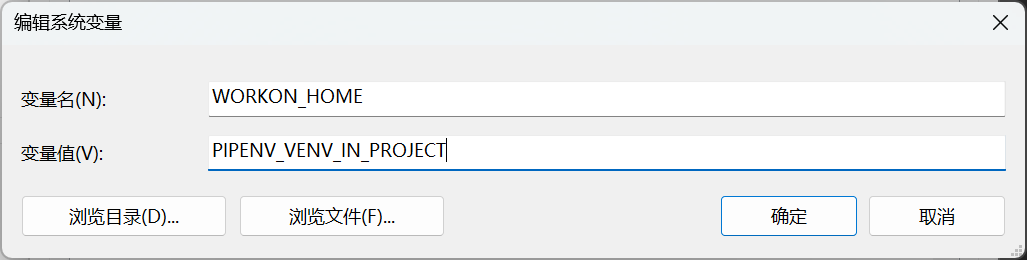 编辑系统变量
变量名(N): WORKON_HOME
变量值(V): PIPENV_VENV_IN_PROJECT
浏览目录(D)... 浏览文件(F)... 确定 取消